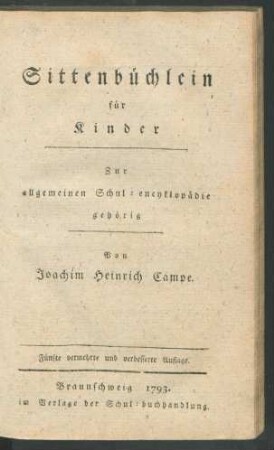 Sittenbüchlein
für
Kinder
Zur
allgemeinen Schul-encyklopädie
gehörig
Von
Joachim Heinrich Campe.
Fünfte vermehrte und verbesserte Auflage.
Braunschweig 1793.
im Verlage der Schul-buchhandlung.